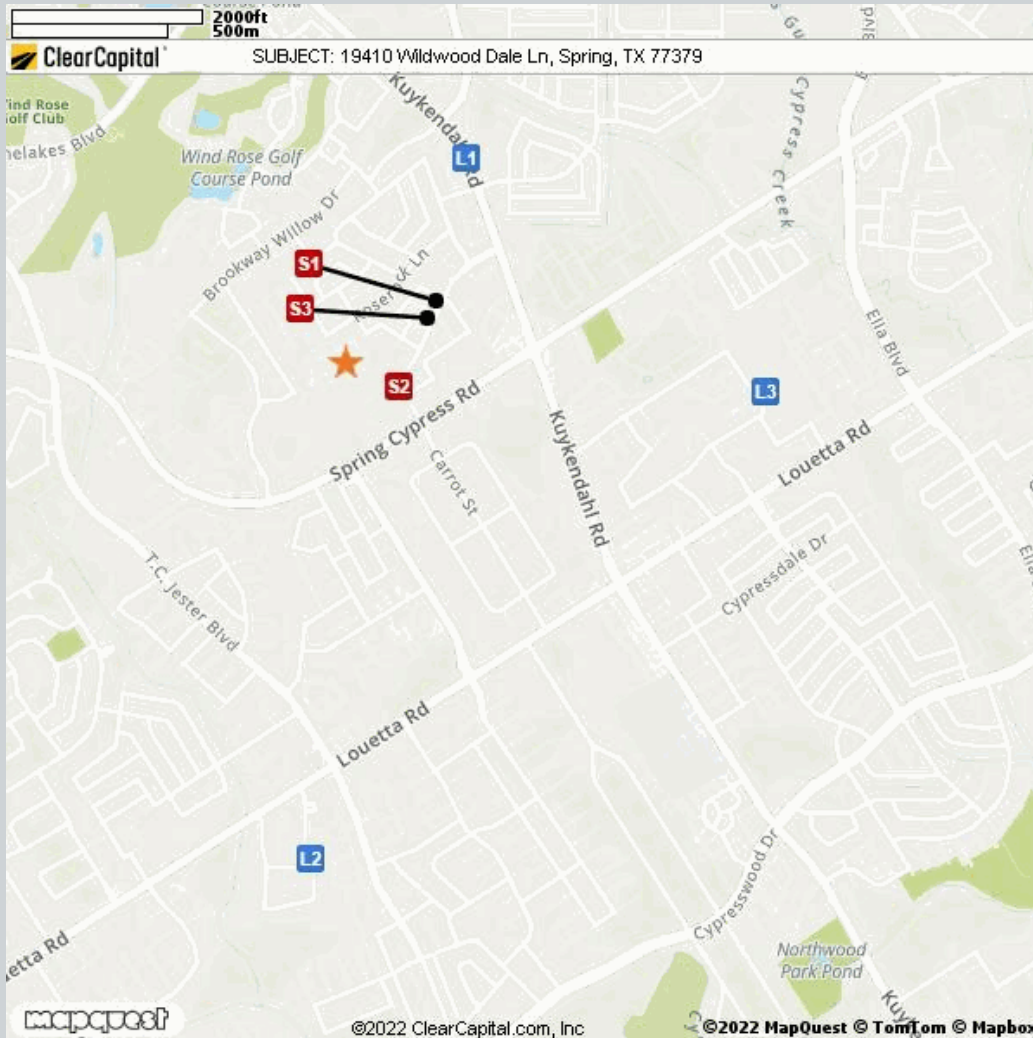 2000ft
500m
ClearCapital
SUBJECT: 19410 Wildwood Dale Ln, Spring, TX 77379
Kuykendahl Rd
Wind Rose
Golf Club
Wind Rose Golf
Course Pond
L1
Cypress Creek
Brookway Willow Dr
S1
S3
S2
Ella Blvd
L3
Spring Cypress Rd
Kuykendahl Rd
Louetta Rd
Carrot St
Cypressdale Dr
T.C. Jester Blvd
Louetta Rd
L2
Cypresswood Dr
Northwood
Park Pond
mapquest
©2022 ClearCapital.com, Inc
©2022 MapQuest © TomTom © Mapbox